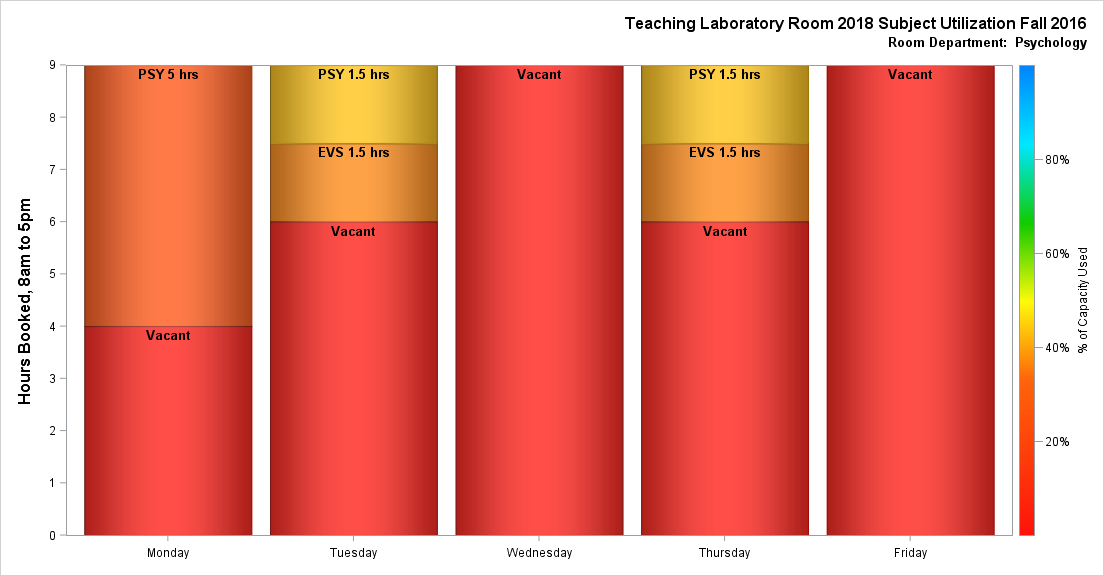 Teaching Laboratory Room 2018 Subject Utilization Fall 2016
Room Department:  Psychology
Hours Booked, 8am to 5pm
9
8
7
6
5
4
3
2
1
0
PSY 5 hrs
Vacant
PSY 1.5 hrs
EVS 1.5 hrs
Vacant
Vacant
PSY 1.5 hrs
EVS 1.5 hrs
Vacant
Vacant
Monday
Tuesday
Wednesday
Thursday
Friday
80%
60%
40%
20%
% of Capacity Used